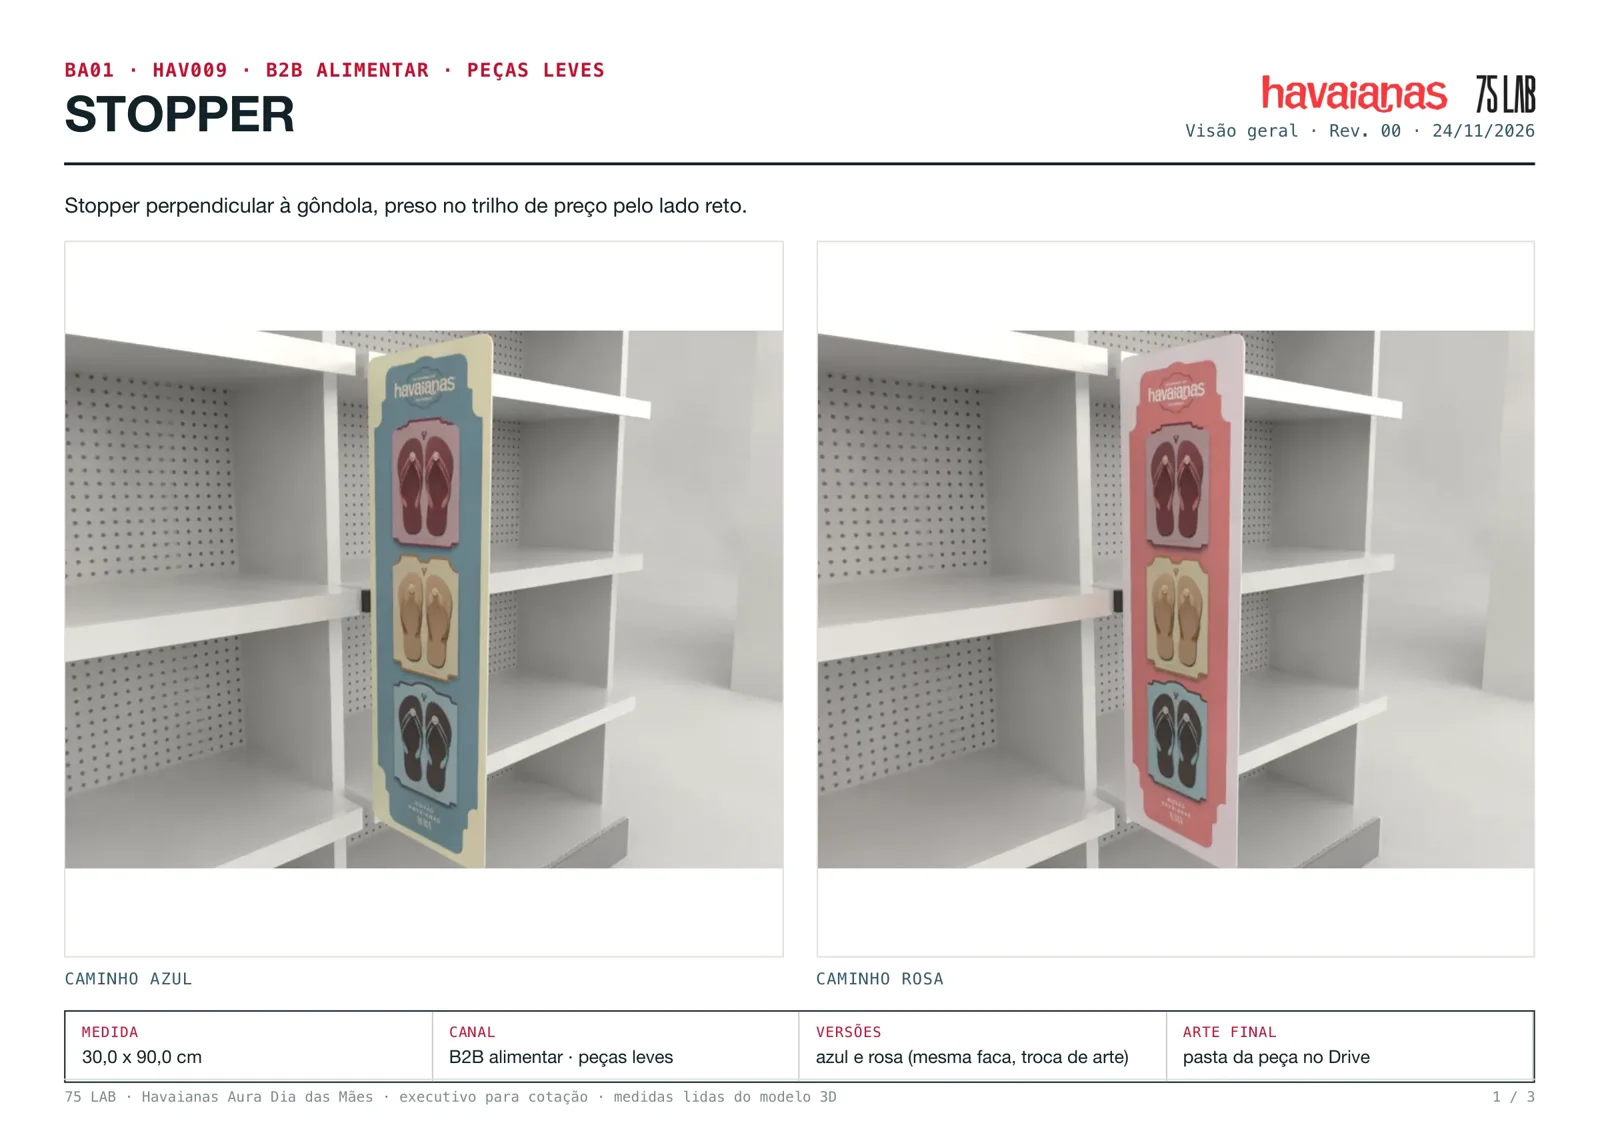 BA01 · HAV009 · B2B ALIMENTAR · PEÇAS LEVES
STOPPER
havaianas 75 LAB
Visão geral · Rev. 00 · 24/11/2026
Stopper perpendicular à gôndola, preso no trilho de preço pelo lado reto.
havaianas
havaianas
CAMINHO AZUL
CAMINHO ROSA
MEDIDA
30,0 x 90,0 cm
CANAL
B2B alimentar · peças leves
VERSÕES
azul e rosa (mesma faca, troca de arte)
ARTE FINAL
pasta da peça no Drive
75 LAB · Havaianas Aura Dia das Mães · executivo para cotação · medidas lidas do modelo 3D
1 / 3